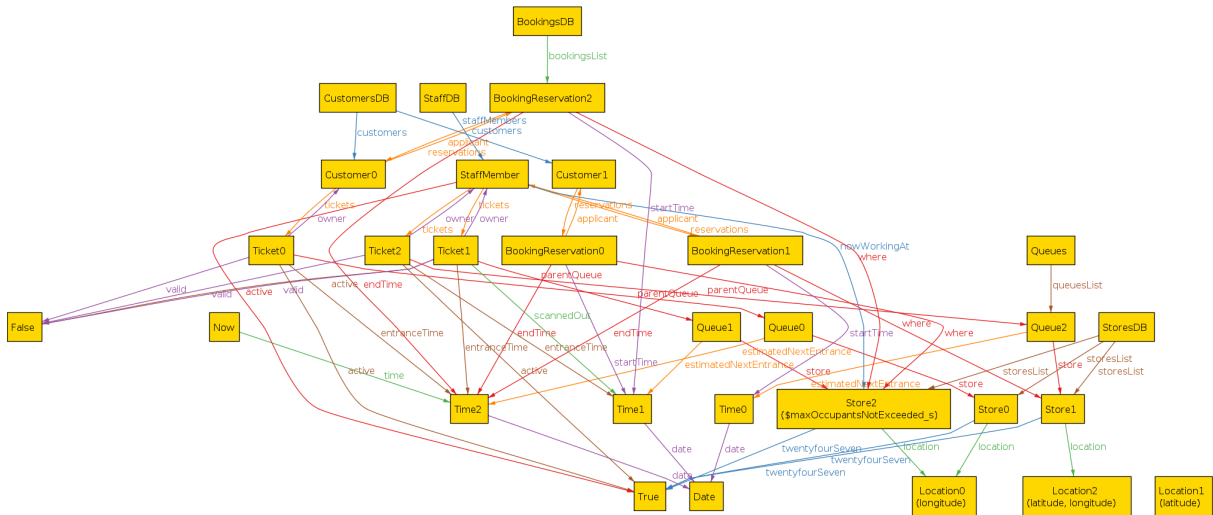 BookingsDB
bookingsList
CustomersDB
StaffDB
BookingReservation2
staffMembers
customers
customers
applicant
reservations
Customer0
StaffMember
Customer1
tickets
owner
tickets
owner
owner
tickets
reservations
applicant
startTime
applicant
reservations
nowWorkingAt
where
Ticket0
Ticket2
Ticket1
BookingReservation0
BookingReservation1
Queues
valid
valid
valid
active
active
endTime
parentQueue
parentQueue
parentQueue
queuesList
False
Now
entranceTime
scannedOut
endTime
entranceTime
entranceTime
endTime
startTime
Queue1
Queue0
startTime
where
where
Queue2
StoresDB
time
active
active
estimatedNextEntrance
estimatedNextEntrance
estimatedNextEntrance
store
store
store
storesList
storesList
storesList
Time2
Time1
Time0
Store2
{$maxOccupantsNotExceeded_s}
Store0
Store1
date
date
date
twentyfourSeven
twentyfourSeven
twentyfourSeven
location
location
location
True
Date
Location0
(longitude)
Location2
(latitude, longitude)
Location1
(latitude)